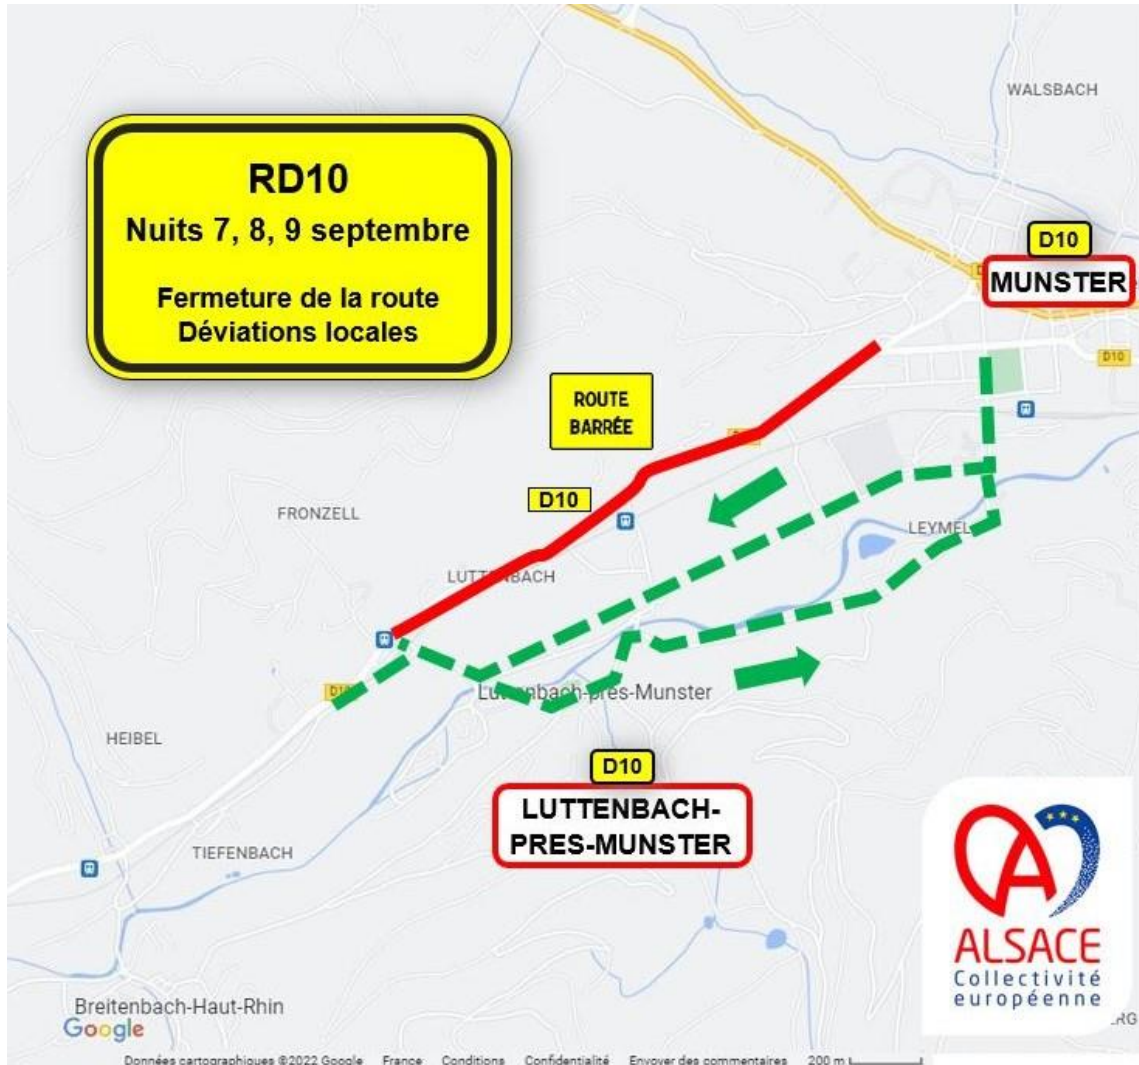 WALSBACH
RD10
Nuits 7, 8, 9 septembre
Fermeture de la route
Déviations locales
D10
MUNSTER
D10
ROUTE
BARRÉE
D10
FRONZELL
LEYMEL
LUTTENBACH
Luttenbach-près-Munster
HEIBEL
D10
LUTTENBACH-
PRES-MUNSTER
TIEFENBACH
ALSACE
Collectivité
européenne
Breitenbach-Haut-Rhin
Google
Données cartographiques ©2022 Google France Conditions Confidentialité Envoyer des commentaires 200 m